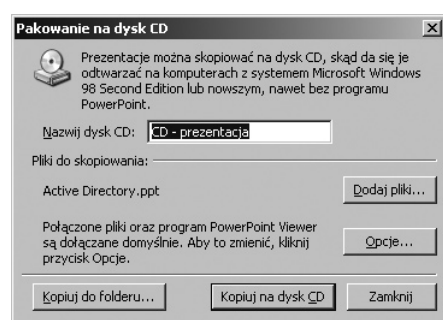 Pakowanie na dysk CD
Prezentacje można skopiować na dysk CD, skąd da się je
odtwarzać na komputerach z systemem Microsoft Windows
98 Second Edition lub nowszym, nawet bez programu
PowerPoint.
Nazwij dysk CD: CD - prezentacja
Pliki do skopiowania:
Active Directory.ppt Dodaj pliki...
Połączone pliki oraz program PowerPoint Viewer
są dołączane domyślnie. Aby to zmienić, kliknij
przycisk Opcje.
Opcje...
Kopiuj do folderu... Kopiuj na dysk CD Zamknij